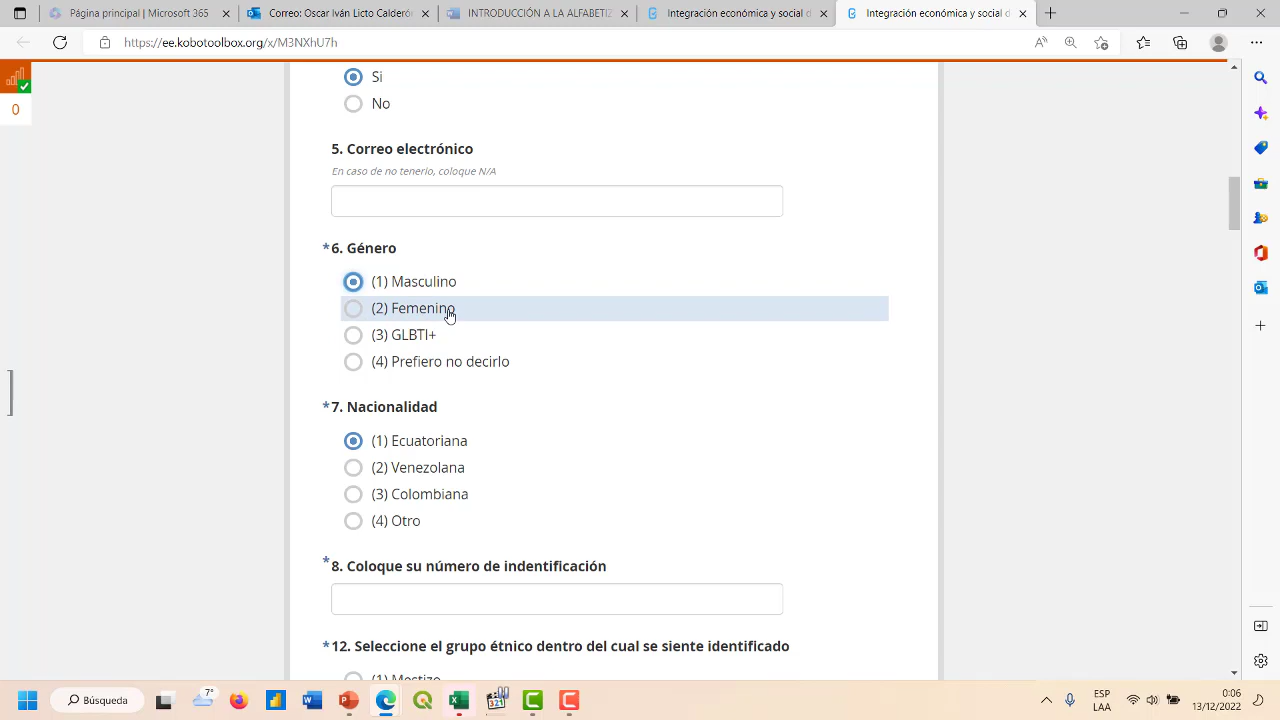 Página principal | Microsoft 365
Correo: Oscar Iván Licto Calderón
INTRODUCCIÓN A LA ALFABETIZ
Integración económica y social d
Integración económica y social d
https://ee.kobotoolbox.org/x/M3NXhU7h
0
Si
No
5. Correo electrónico
En caso de no tenerlo, coloque N/A
*6. Género
(1) Masculino
(2) Femenino
(3) GLBTI+
(4) Prefiero no decirlo
*7. Nacionalidad
(1) Ecuatoriana
(2) Venezolana
(3) Colombiana
(4) Otro
*8. Coloque su número de indentificación
*12. Seleccione el grupo étnico dentro del cual se siente identificado
(1) Mestizo
Búsqueda
7°
321
ESP
LAA
0:06
13/12/2022